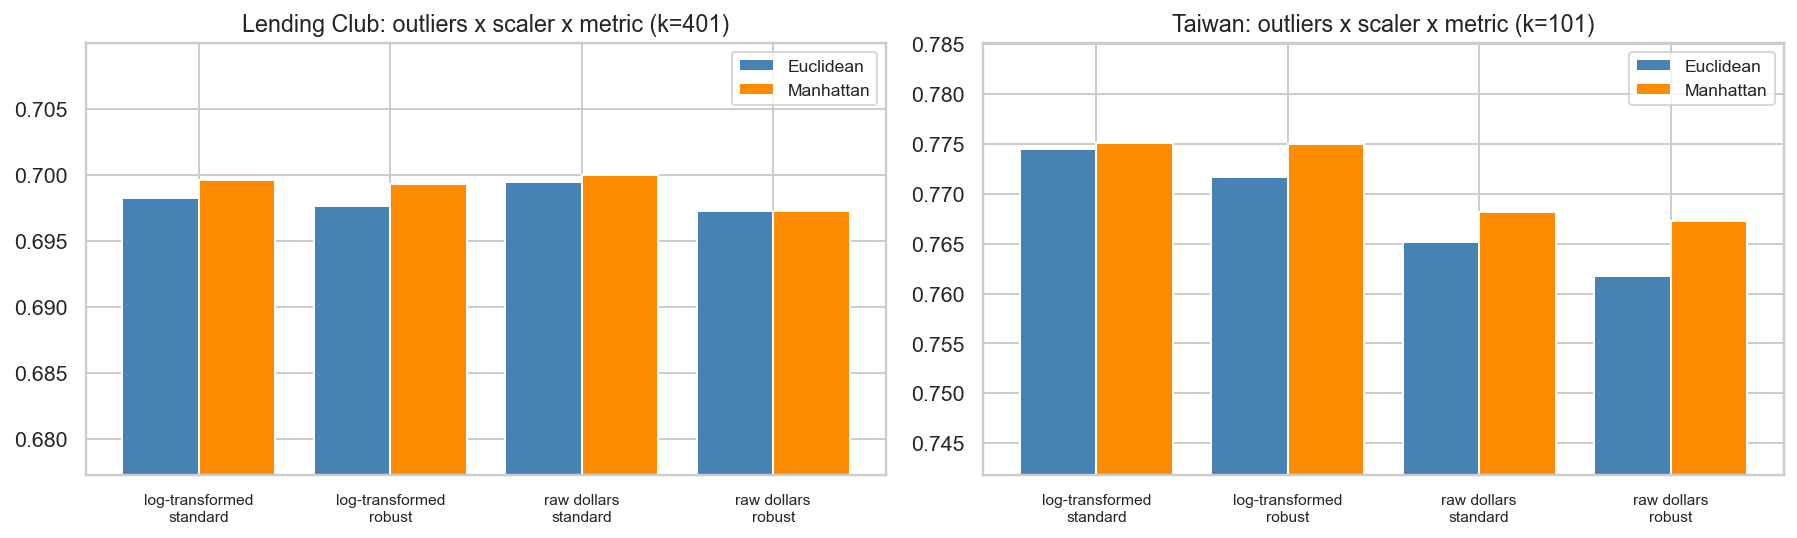 Lending Club: outliers x scaler x metric (k=401)
Euclidean
Manhattan
0.705
0.700
0.695
0.690
0.685
0.680
log-transformed
standard
log-transformed
robust
raw dollars
standard
raw dollars
robust
Taiwan: outliers x scaler x metric (k=101)
Euclidean
Manhattan
0.785
0.780
0.775
0.770
0.765
0.760
0.755
0.750
0.745
log-transformed
standard
log-transformed
robust
raw dollars
standard
raw dollars
robust